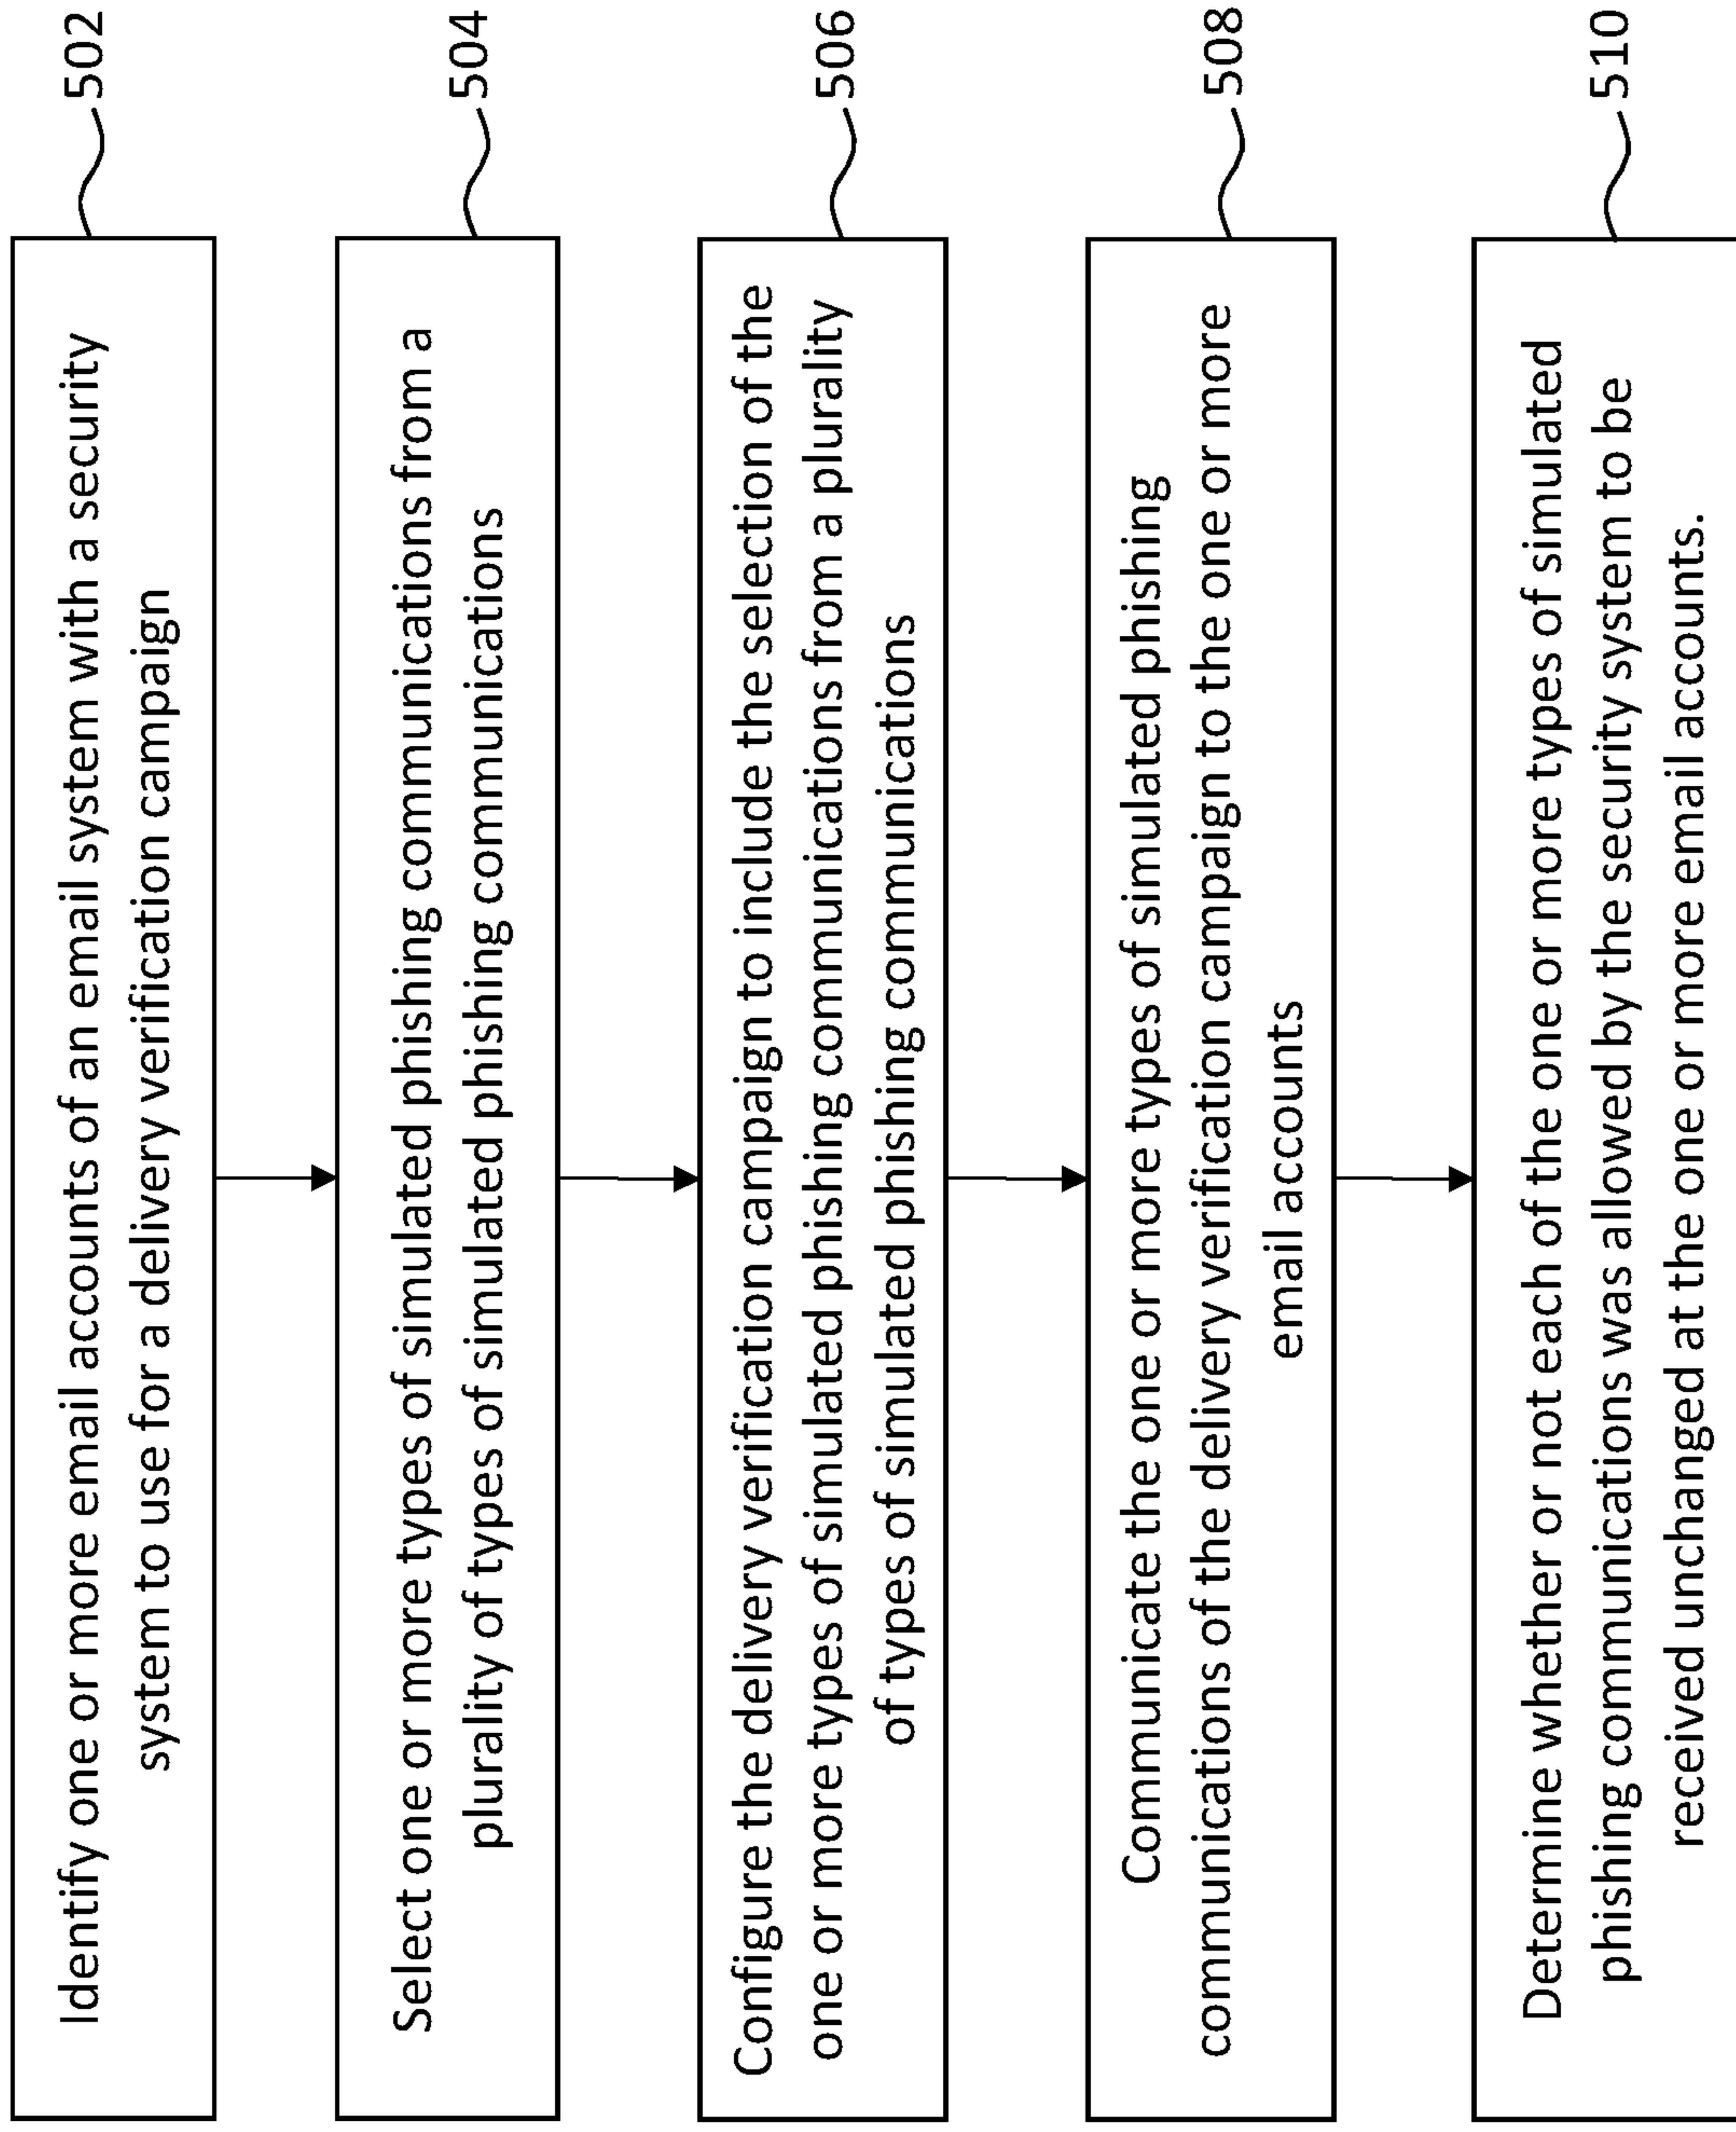 Identify one or more email accounts of an email system with a security
system to use for a delivery verification campaign
502
Select one or more types of simulated phishing communications from a
plurality of types of simulated phishing communications
504
Configure the delivery verification campaign to include the selection of the
one or more types of simulated phishing communications from a plurality
of types of simulated phishing communications
506
Communicate the one or more types of simulated phishing
communications of the delivery verification campaign to the one or more
email accounts
508
Determine whether or not each of the one or more types of simulated
phishing communications was allowed by the security system to be
received unchanged at the one or more email accounts.
510